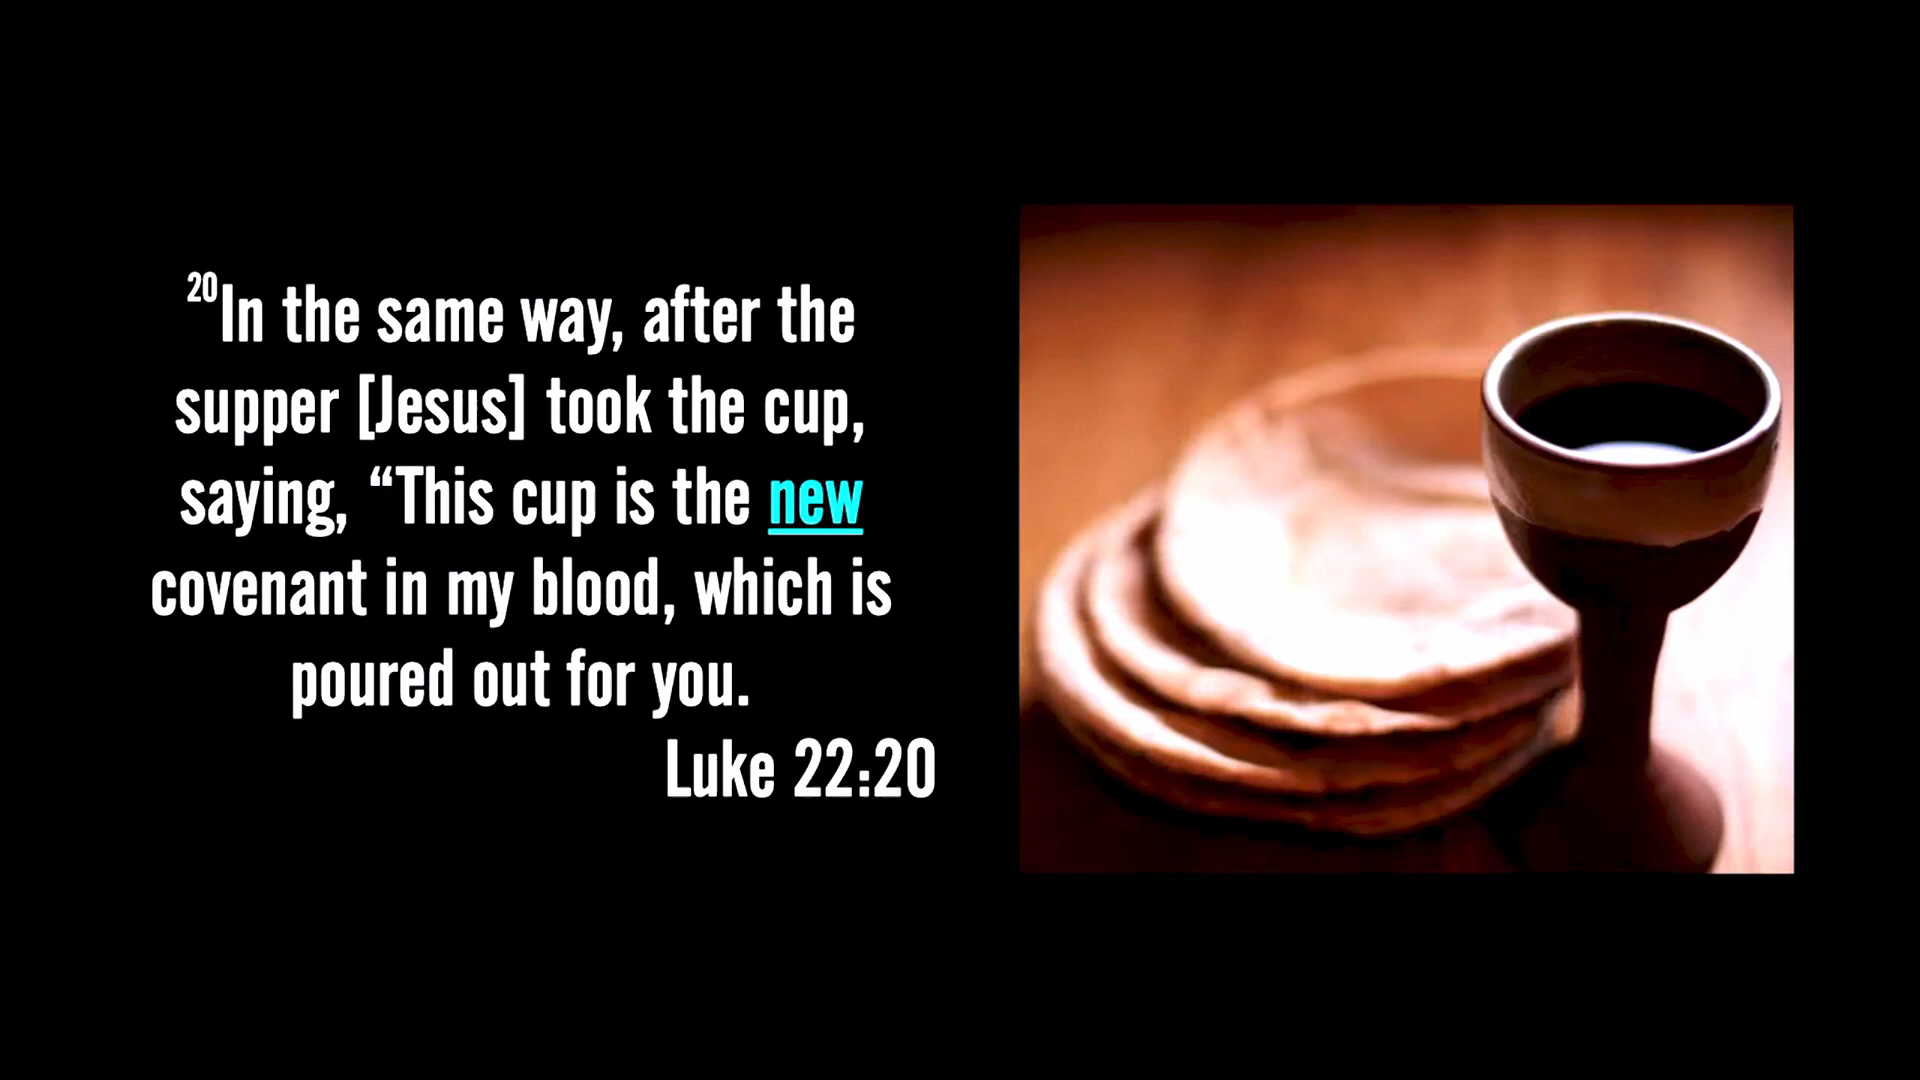 20In the same way, after the
supper [Jesus] took the cup,
saying, “This cup is the new
covenant in my blood, which is
poured out for you.
Luke 22:20